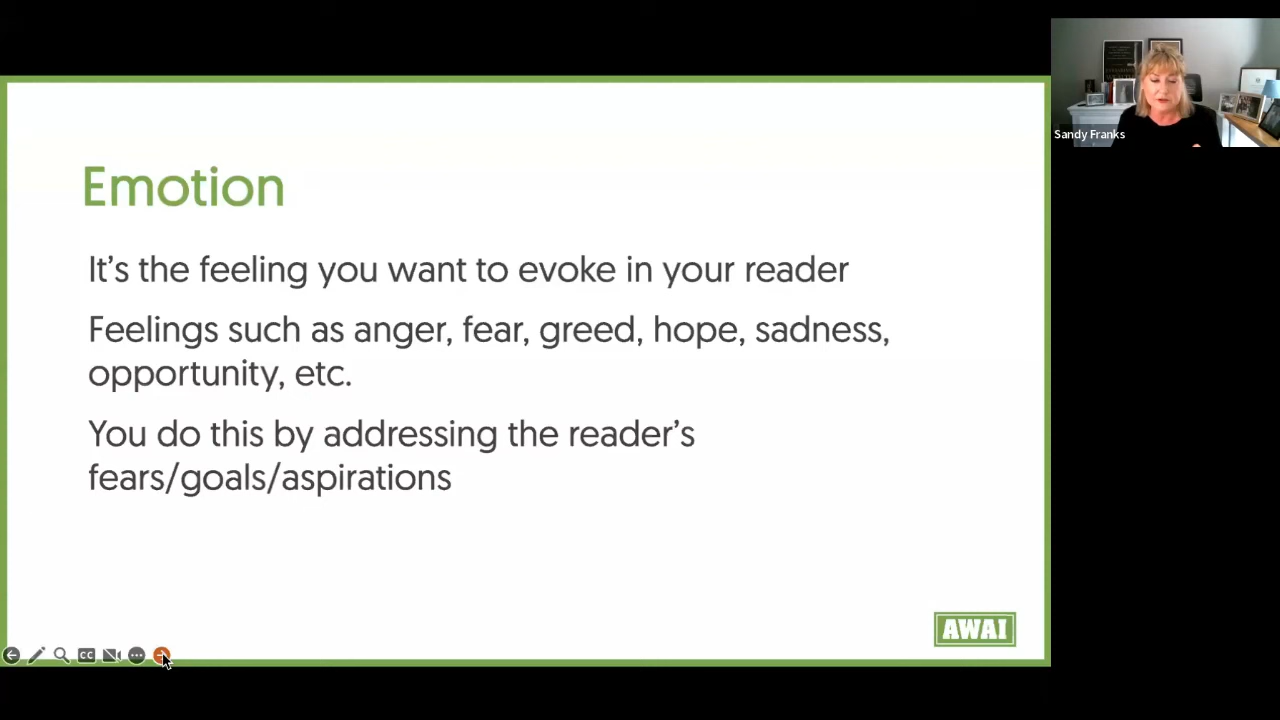 Sandy Franks
Emotion
It's the feeling you want to evoke in your reader
Feelings such as anger, fear, greed, hope, sadness,
opportunity, etc.
You do this by addressing the reader's
fears/goals/aspirations
AWAI
CC